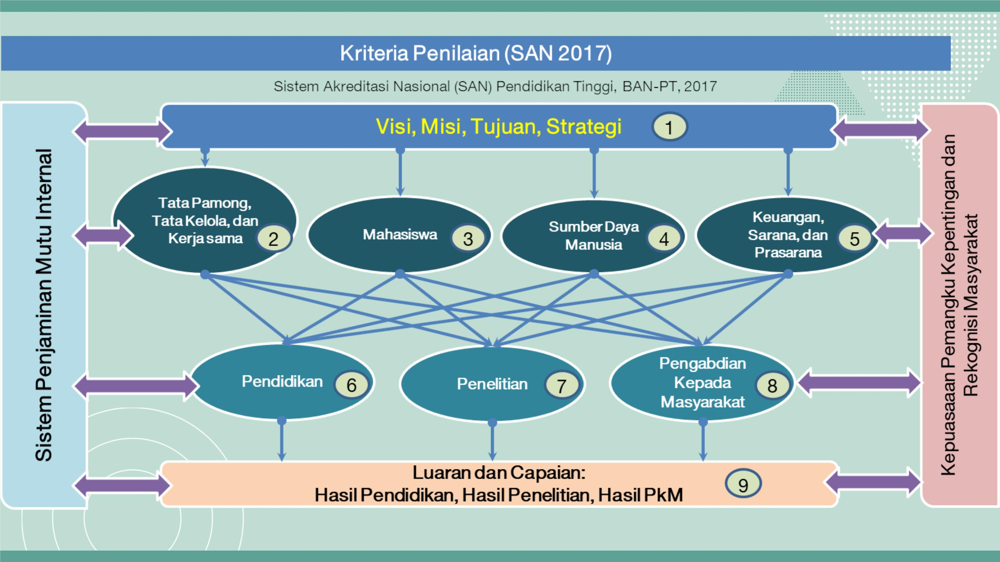 Kriteria Penilaian (SAN 2017)
Sistem Akreditasi Nasional (SAN) Pendidikan Tinggi, BAN-PT, 2017
Sistem Penjaminan Mutu Internal
Visi, Misi, Tujuan, Strategi
1
Tata Pamong,
Tata Kelola, dan
Kerja sama
2
Mahasiswa
3
Sumber Daya
Manusia
4
Keuangan,
Sarana, dan
Prasarana
5
Pendidikan
6
Penelitian
7
Pengabdian
Kepada
Masyarakat
8
Luaran dan Capaian:
Hasil Pendidikan, Hasil Penelitian, Hasil PkM
9
Kepuasaan Pemangku Kepentingan dan
Rekognisi Masyarakat